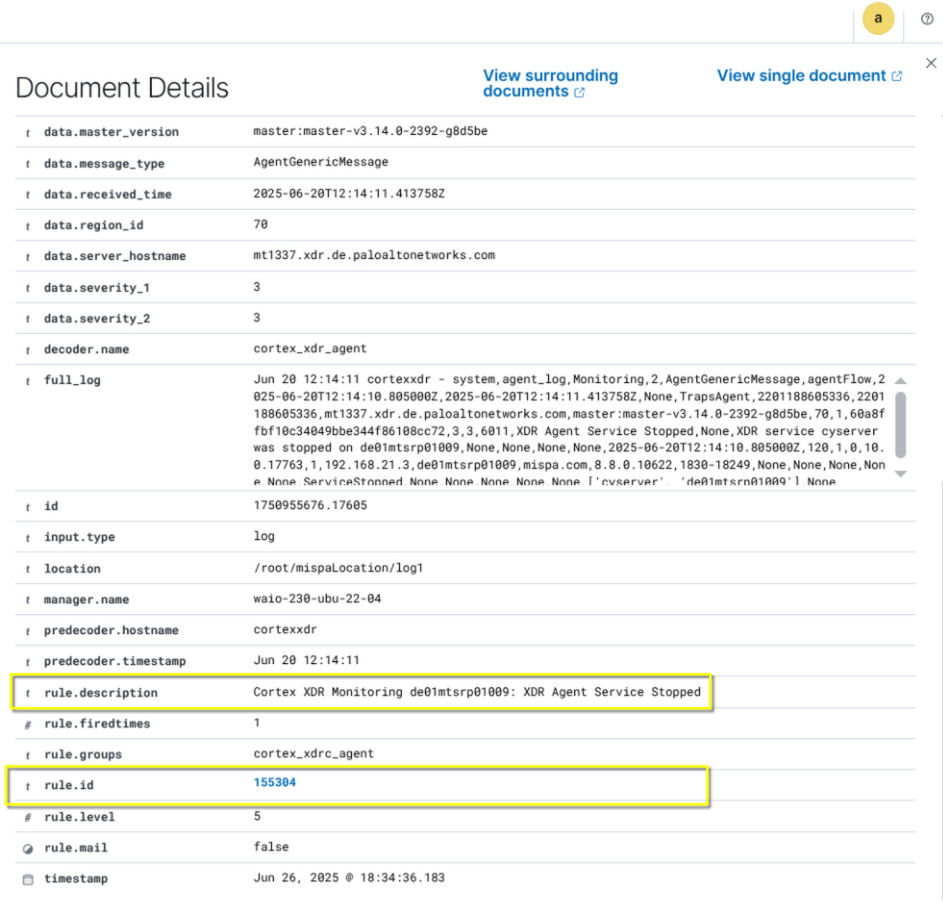 a
Document Details
View surrounding
documents
View single document
t data.master_version master:master-v3.14.0-2392-g8d5be
t data.message_type AgentGenericMessage
t data.received_time 2025-06-20T12:14:11.413758Z
t data.region_id 70
t data.server_hostname mt1337.xdr.de.paloaltonetworks.com
t data.severity_1 3
t data.severity_2 3
t decoder.name cortex_xdr_agent
t full_log Jun 20 12:14:11 cortexxdr - system,agent_log,Monitoring,2,AgentGenericMessage,agentFlow,2
025-06-20T12:14:10.805000Z,2025-06-20T12:14:11.413758Z,None,TrapsAgent,2201188605336,220
1188605336,mt1337.xdr.de.paloaltonetworks.com,master:master-v3.14.0-2392-g8d5be,70,1,60a8f
fbf10c34049bbe344f86108cc72,3,3,6011,XDR Agent Service Stopped,None,XDR service cyserver
was stopped on de01mtsrp01009,None,None,None,None,2025-06-20T12:14:10.805000Z,120,1,0,10.
0.17763,1,192.168.21.3,de01mtsrp01009,mispa.com,8.8.0.10622,1830-18249,None,None,None,Non
e,None,ServiceStopped,None,None,None,None,None,['cyserver', 'de01mtsrp01009'],None
t id 1750955676.17605
t input.type log
t location /root/mispaLocation/log1
t manager.name waio-230-ubu-22-04
t predecoder.hostname cortexxdr
t predecoder.timestamp Jun 20 12:14:11
t rule.description Cortex XDR Monitoring de01mtsrp01009: XDR Agent Service Stopped
# rule.firedtimes 1
t rule.groups cortex_xdrc_agent
t rule.id 155304
# rule.level 5
rule.mail false
timestamp Jun 26, 2025 @ 18:34:36.183